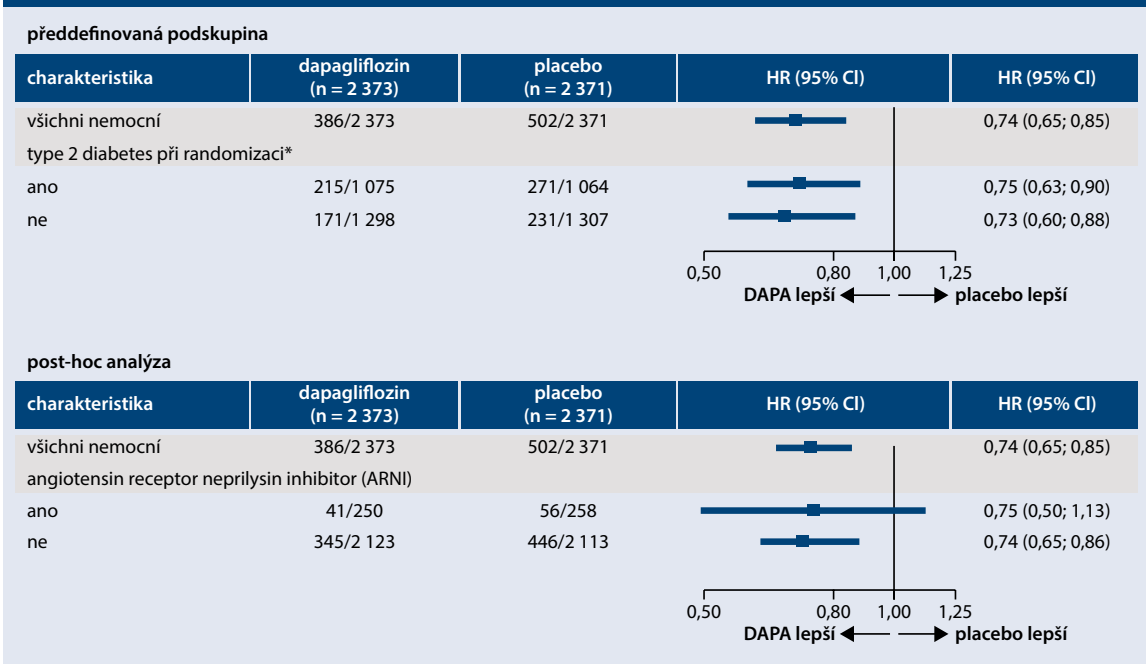 předdefinovaná podskupina
charakteristika dapagliflozin (n = 2 373) placebo (n = 2 371) HR (95% Cl) HR (95% Cl)
všichni nemocní 386/2 373 502/2 371 0,74 (0,65; 0,85)
type 2 diabetes při randomizaci*
ano 215/1 075 271/1 064 0,75 (0,63; 0,90)
ne 171/1 298 231/1 307 0,73 (0,60; 0,88)
0,50 0,80 1,00 1,25
DAPA lepší placebo lepší
post-hoc analýza
charakteristika dapagliflozin (n = 2 373) placebo (n = 2 371) HR (95% Cl) HR (95% Cl)
všichni nemocní 386/2 373 502/2 371 0,74 (0,65; 0,85)
angiotensin receptor neprilysin inhibitor (ARNI)
ano 41/250 56/258 0,75 (0,50; 1,13)
ne 345/2 123 446/2 113 0,74 (0,65; 0,86)
0,50 0,80 1,00 1,25
DAPA lepší placebo lepší